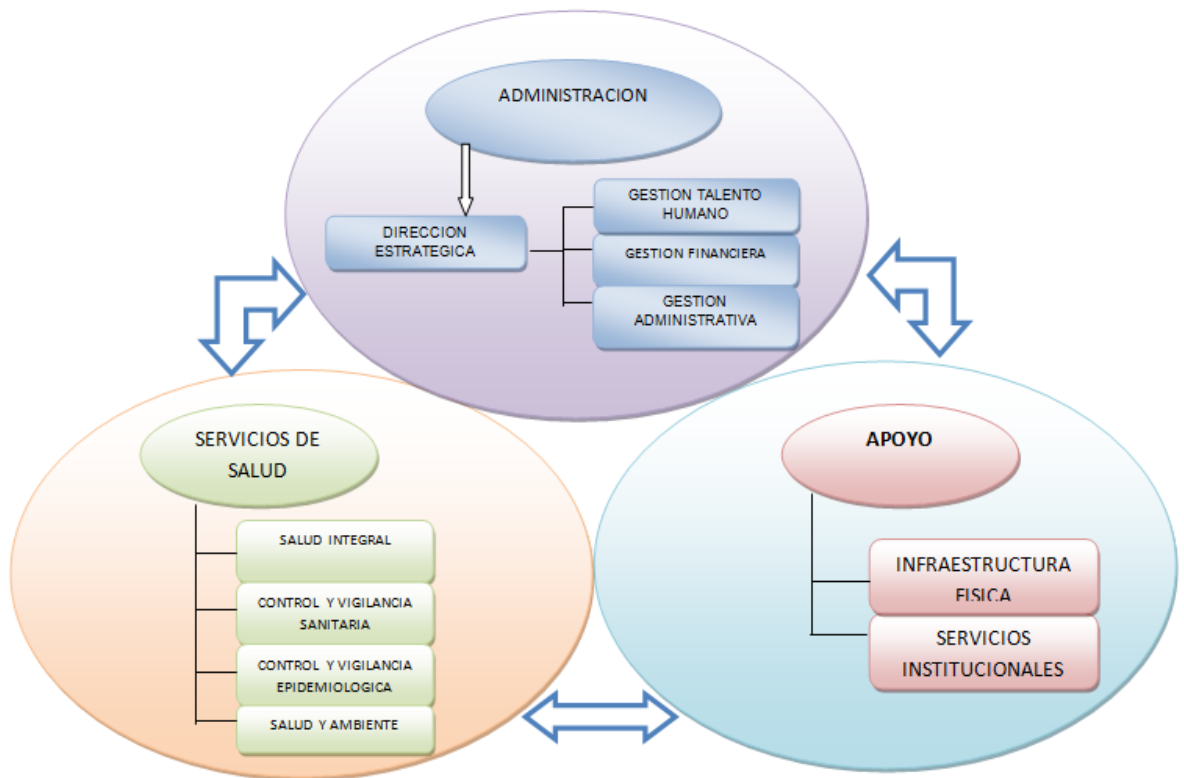 ADMINISTRACION
GESTION TALENTO
HUMANO
DIRECCION
ESTRATEGICA
GESTION FINANCIERA
GESTION
ADMINISTRATIVA
SERVICIOS DE
SALUD
SALUD INTEGRAL
CONTROL Y VIGILANCIA
SANITARIA
CONTROL Y VIGILANCIA
EPIDEMIOLOGICA
SALUD Y AMBIENTE
APOYO
INFRAESTRUCTURA
FISICA
SERVICIOS
INSTITUCIONALES